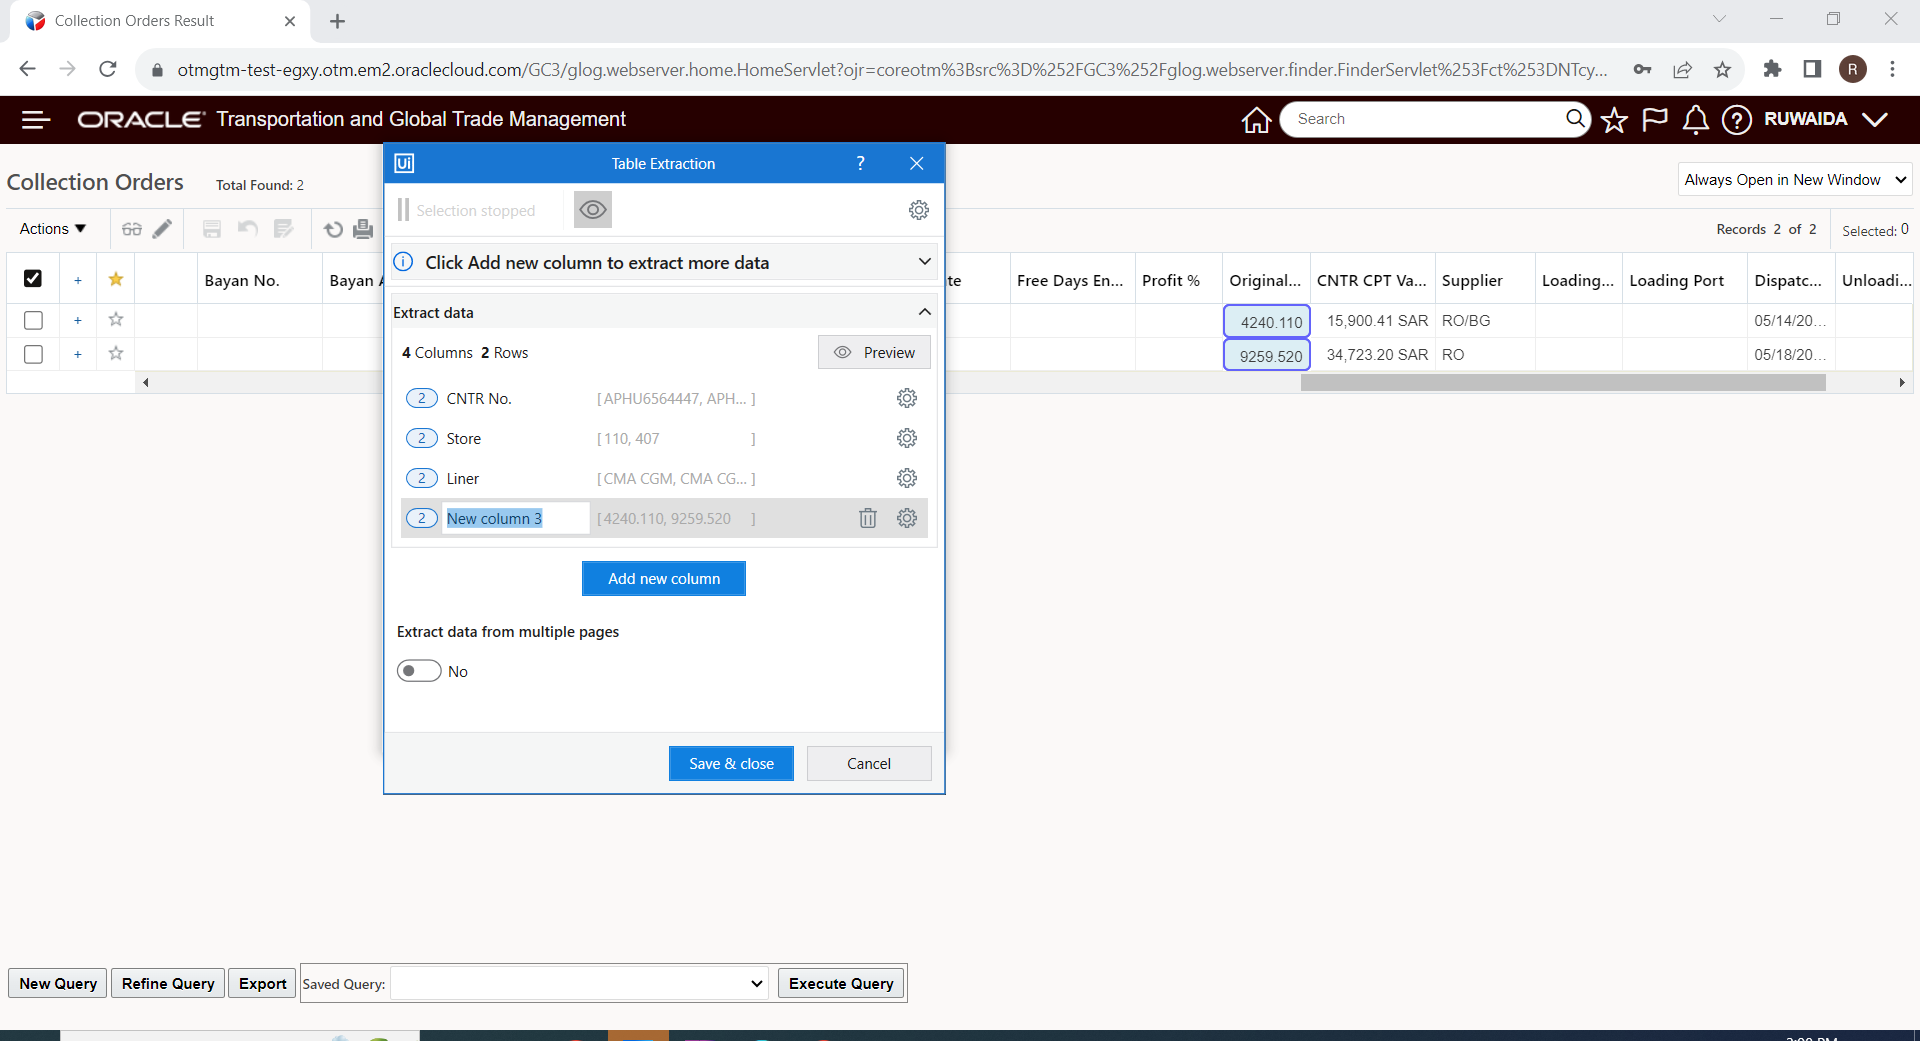 Collection Orders Result
otmgtm-test-egxy.otm.em2.oraclecloud.com/GC3/glog.webserver.home.HomeServlet?ojr=coreotm%3Bsrc%3D%252FGC3%252Fglog.webserver.finder.FinderServlet%253Fct%253DNTcy...
R
ORACLE Transportation and Global Trade Management
Search
RUWAIDA
Ui Table Extraction ?
Collection Orders Total Found: 2
Always Open in New Window
Selection stopped
Actions
Records 2 of 2 Selected: 0
Click Add new column to extract more data
+ Bayan No. Bayan A te Free Days En... Profit % Original... CNTR CPT Va... Supplier Loading... Loading Port Dispatc... Unloadi...
Extract data
+ 4240.110 15,900.41 SAR RO/BG 05/14/20...
4 Columns 2 Rows Preview
+ 9259.520 34,723.20 SAR RO 05/18/20...
2 CNTR No. [APHU6564447, APH... ]
2 Store [110, 407 ]
2 Liner [CMA CGM, CMA CG... ]
2 New column 3 [4240.110, 9259.520 ]
Add new column
Extract data from multiple pages
No
Save & close Cancel
New Query Refine Query Export Saved Query: Execute Query